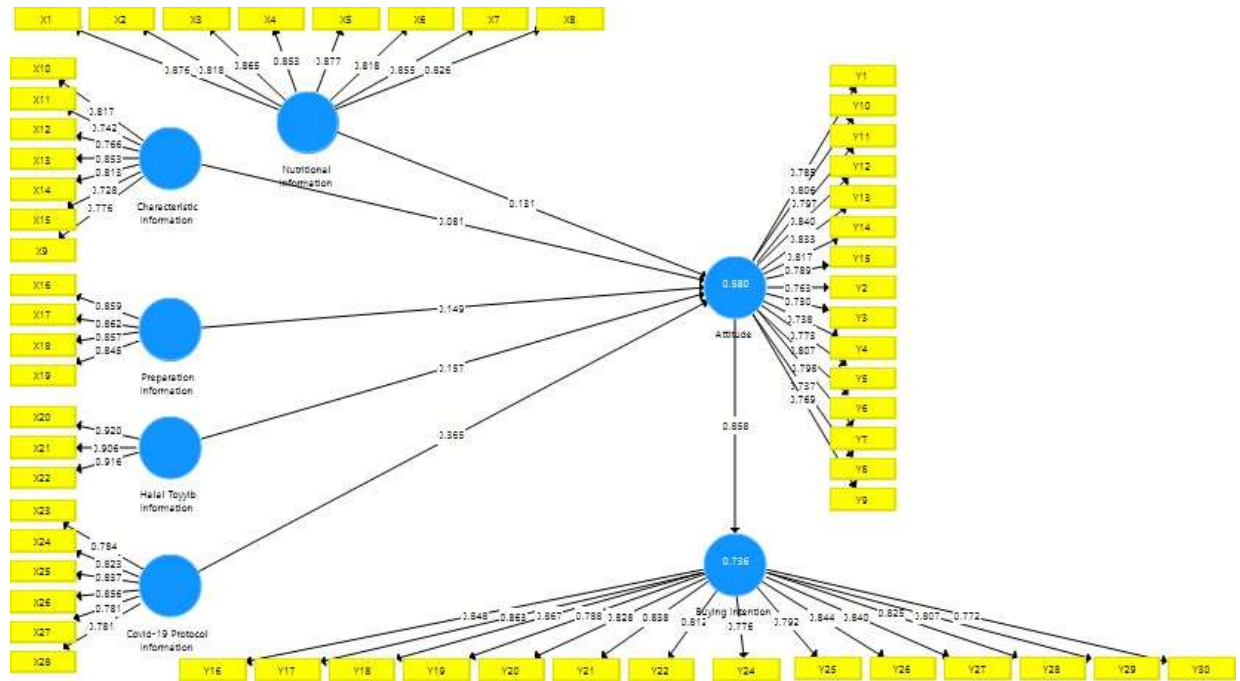 X1 X2 X3 X4 X5 X6 X7 X8
0.876 0.818 0.865 0.853 0.877 0.818 0.855 0.826
Nutritional
Information
X10
X11
X12
X13
X14
X15
X9
0.817
0.742
0.766
0.853
0.813
0.728
0.776
Characteristic
Information
X16
X17
X18
X19
0.859
0.862
0.857
0.845
Preparation
Information
X20
X21
X22
0.920
0.906
0.916
Halal Toyyib
Information
X23
X24
X25
X26
X27
X28
0.784
0.823
0.837
0.856
0.781
0.781
Covid-19 Protocol
Information
0.131
0.081
0.149
0.157
0.365
0.580
Attitude
0.785
0.806
0.797
0.840
0.833
0.817
0.789
0.763
0.730
0.738
0.773
0.807
0.798
0.737
0.769
Y1
Y10
Y11
Y12
Y13
Y14
Y15
Y2
Y3
Y4
Y5
Y6
Y7
Y8
Y9
0.858
0.736
Buying Intention
0.848 0.863 0.867 0.788 0.828 0.838 0.776 0.792 0.844 0.840 0.825 0.807 0.772
Y16 Y17 Y18 Y19 Y20 Y21 Y22 Y24 Y25 Y26 Y27 Y28 Y29 Y30